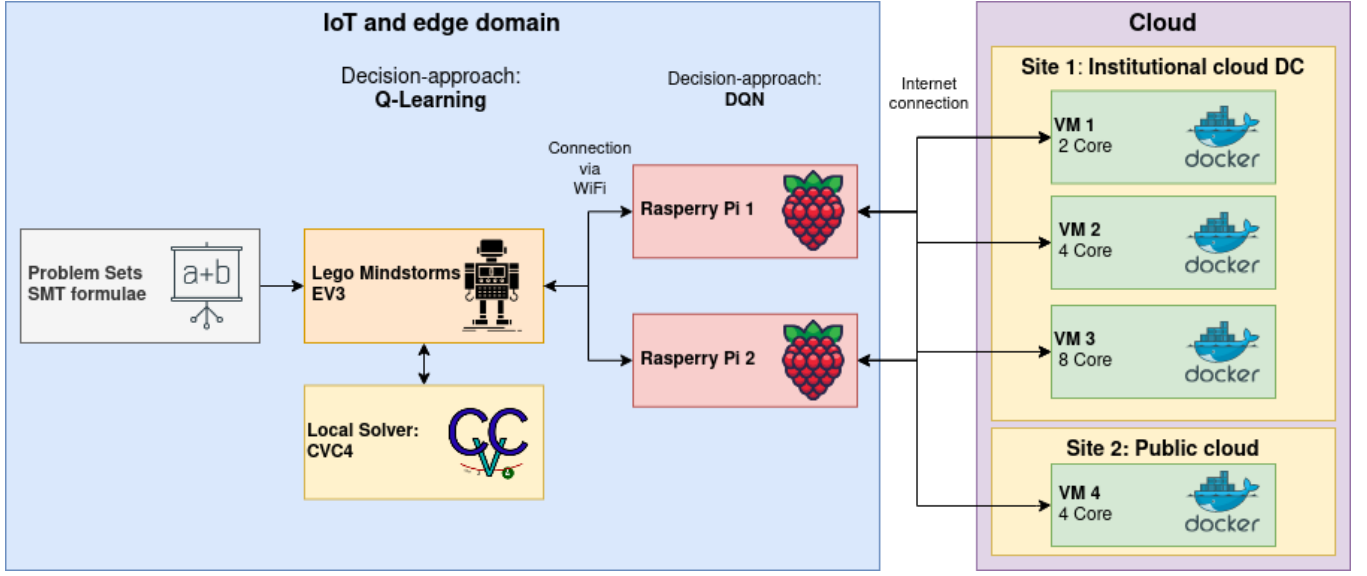 IoT and edge domain
Decision-approach:
Q-Learning
Decision-approach:
DQN
Connection
via
WiFi
Problem Sets
SMT formulae
a+b
Lego Mindstorms
EV3
Local Solver:
CVC4
CVC
Rasperry Pi 1
Rasperry Pi 2
Internet
connection
Cloud
Site 1: Institutional cloud DC
VM 1
2 Core
docker
VM 2
4 Core
docker
VM 3
8 Core
docker
Site 2: Public cloud
VM 4
4 Core
docker